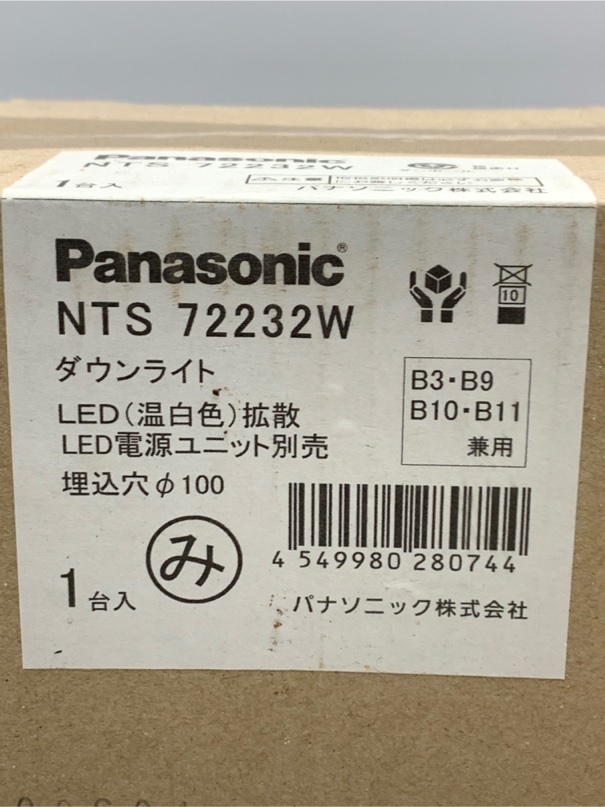 Panasonic
NTS 72232W
1台入
パナソニック株式会社
Panasonic®
NTS 72232W
10
ダウンライト
B3・B9
B10・B11
兼用
LED(温白色)拡散
LED電源ユニット別売
埋込穴φ100
み
4 549980 280744
1台入
パナソニック株式会社